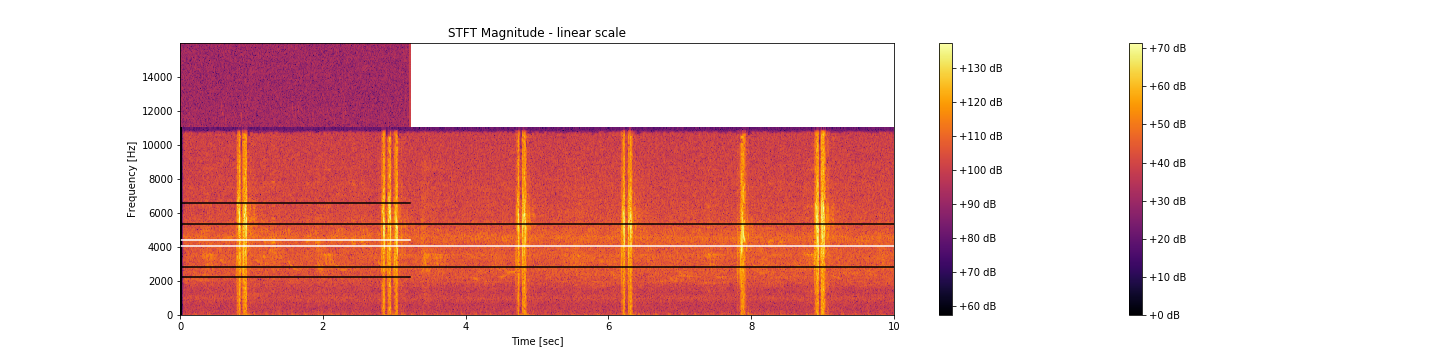 STFT Magnitude - linear scale
Frequency [Hz]
14000
12000
10000
8000
6000
4000
2000
0
0 2 4 6 8 10
Time [sec]
+130 dB
+120 dB
+110 dB
+100 dB
+90 dB
+80 dB
+70 dB
+60 dB
+70 dB
+60 dB
+50 dB
+40 dB
+30 dB
+20 dB
+10 dB
+0 dB